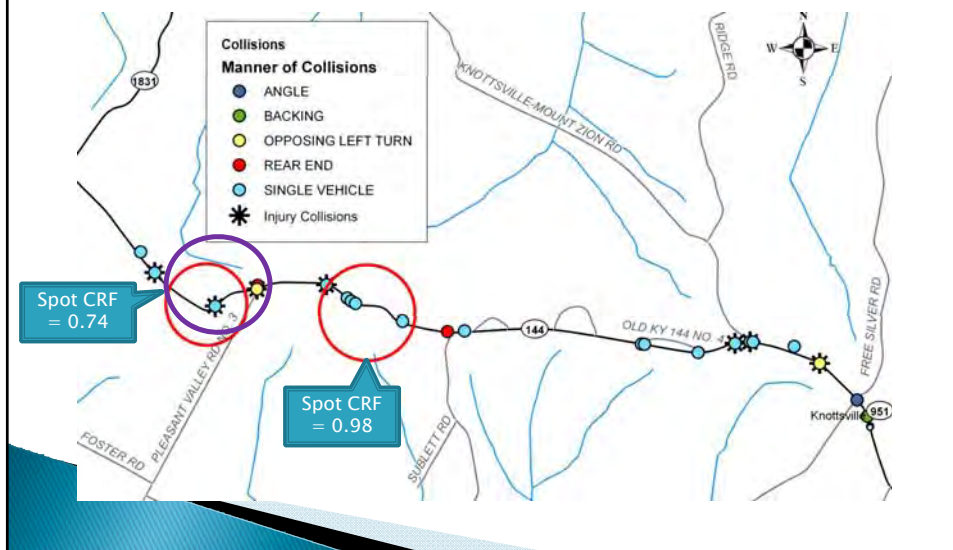 Collisions
Manner of Collisions
ANGLE
BACKING
OPPOSING LEFT TURN
REAR END
SINGLE VEHICLE
Injury Collisions
1831
KNOTTSVILLE-MOUNT ZION RD
RIDGE RD
N
W E
S
Spot CRF
= 0.74
Spot CRF
= 0.98
144
OLD KY 144 NO. 4
FREE SILVER RD
PLEASANT VALLEY RD NO. 3
SUBLETT RD
FOSTER RD
Knottsville
951